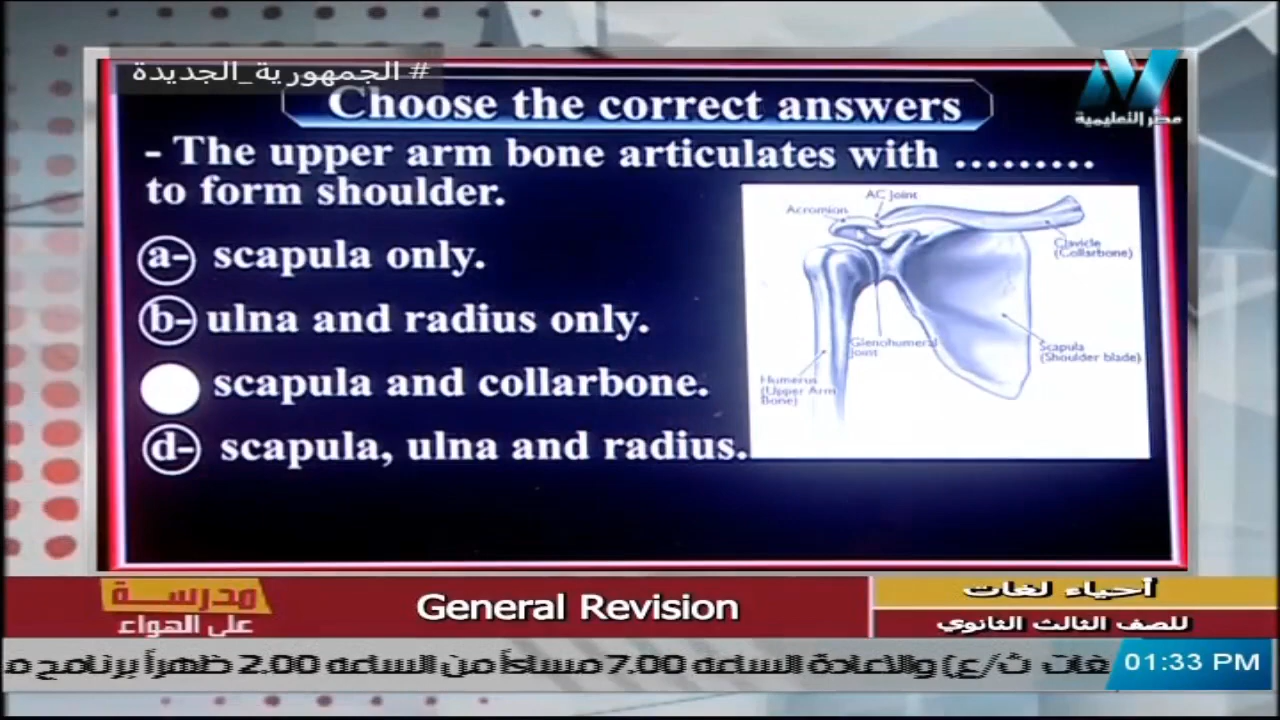 #الجمهورية_الجديدة
مصر التعليمية
Choose the correct answers
- The upper arm bone articulates with .........
to form shoulder.
a- scapula only.
b- ulna and radius only.
scapula and collarbone.
d- scapula, ulna and radius.
AC Joint
Acromion
Clavicle
(Collarbone)
Glenohumeral
Joint
Scapula
(Shoulder blade)
Humerus
(Upper Arm
Bone)
مدرسة
على الهواء
General Revision
أحياء لغات
للصف الثالث الثانوي
غات ث/ع) والاعادة الساعه 7.00 مساءاً من الساعه 2.00 ظهراً برنامج م
01:33 PM